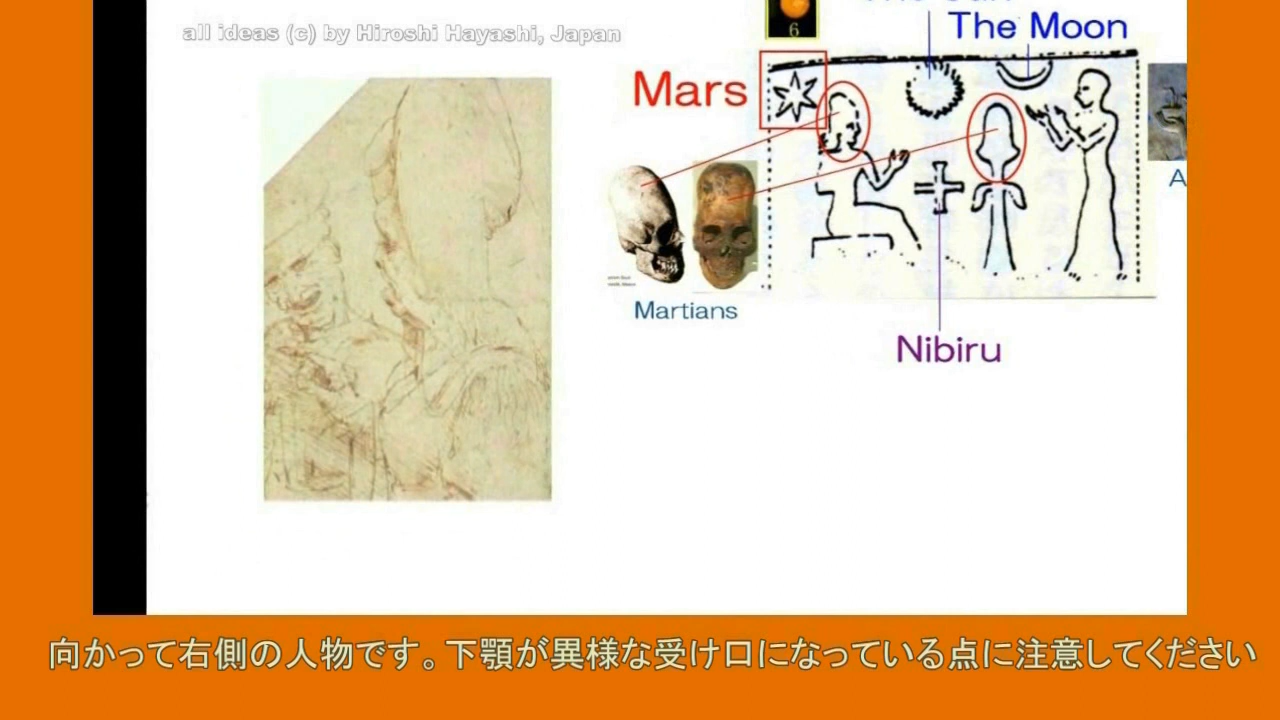 all ideas (c) by Hiroshi Hayashi, Japan
6
The Moon
Mars
A
Martians
Nibiru
向かって右側の人物です。下顎が異様な受け口になっている点に注意してください